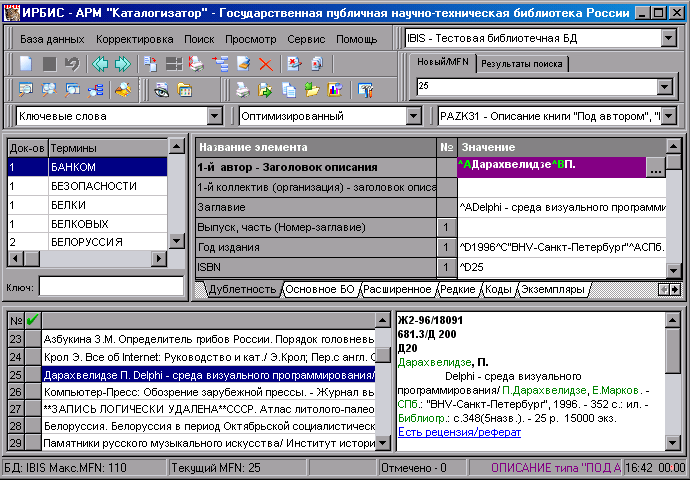 ИРБИС - АРМ "Каталогизатор" - Государственная публичная научно-техническая библиотека России
База данных Корректировка Поиск Просмотр Сервис Помощь
IBIS - Тестовая библиотечная БД
Новый/MFN Результаты поиска
25
Ключевые слова
Оптимизированный
PAZK31 - Описание книги "Под автором",
Док-ов Термины
1 БАНКОМ
1 БЕЗОПАСНОСТИ
1 БЕЛКИ
1 БЕЛКОВЫХ
2 БЕЛОРУССИЯ
Ключ:
Название элемента № Значение
1-й автор - Заголовок описания ^AДарахвелидзе^BП. ...
1-й коллектив (организация) - заголовок описа
Заглавие ^ADelphi - среда визуального программи
Выпуск, часть (Номер-заглавие) 1
Год издания 1 ^D1996^C"BHV-Санкт-Петербург"^AСПб.
ISBN 1 ^D25
Дублетность Основное БО Расширенное Редкие Коды Экземпляры
№
23 Азбукина З.М. Определитель грибов России. Порядок головневы
24 Крол Э. Все об Internet: Руководство и кат./ Э.Крол; Пер.с англ. С
25 Дарахвелидзе П. Delphi - среда визуального программирования/
26 Компьютер-Пресс: Обозрение зарубежной прессы. - Журнал вы
27 **ЗАПИСЬ ЛОГИЧЕСКИ УДАЛЕНА**СССР. Атлас литолого-палео
28 Белоруссия. Белоруссия в период Октябрьской социалистическ
29 Памятники русского музыкального искусства/ Институт истори
Ж2-96/18091
681.3/Д 200
Д20
Дарахвелидзе, П.
Delphi - среда визуального
программирования/ П.Дарахвелидзе, Е.Марков. -
СПб.: "BHV-Санкт-Петербург", 1996. - 352 с.: ил. -
Библиогр.: с.348(5назв.). - 25 р. 15000 экз.
Есть рецензия/реферат
БД: IBIS Макс.MFN: 110 Текущий MFN: 25 Отмечено - 0 ОПИСАНИЕ типа "ПОД А 16:42 00:00